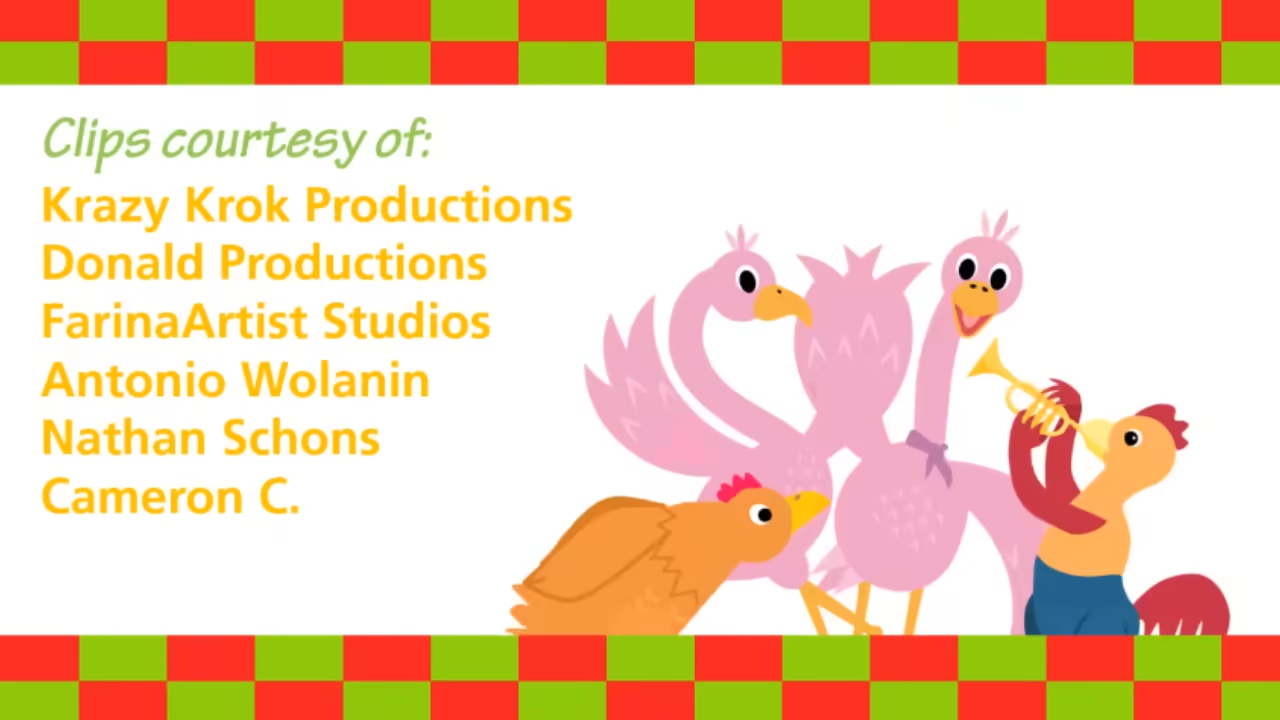 Clips courtesy of:
Krazy Krok Productions
Donald Productions
FarinaArtist Studios
Antonio Wolanin
Nathan Schons
Cameron C.